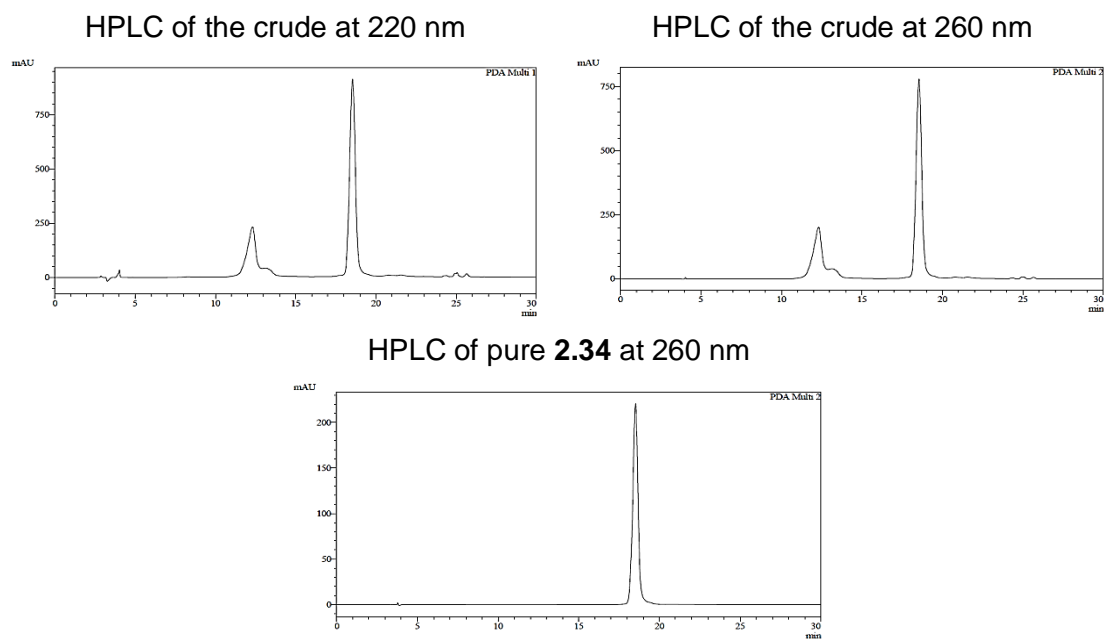 HPLC of the crude at 220 nm
mAU
PDA Multi 1
750
500
250
0
0 5 10 15 20 25 30
min
HPLC of the crude at 260 nm
mAU
PDA Multi 2
750
500
250
0
0 5 10 15 20 25 30
min
HPLC of pure 2.34 at 260 nm
mAU
PDA Multi 2
200
150
100
50
0
0 5 10 15 20 25 30
min